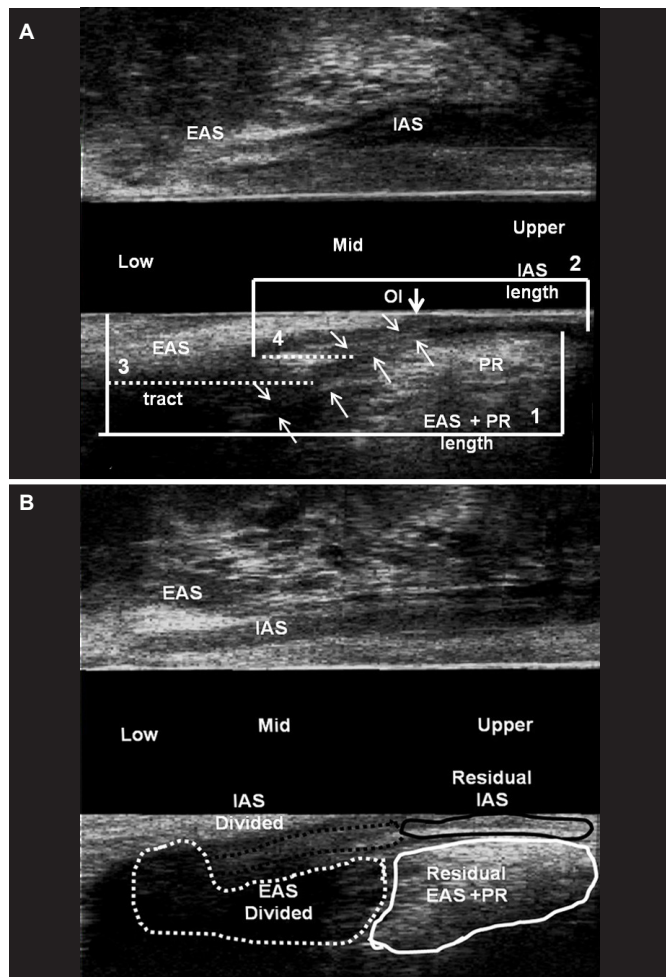 A
EAS
IAS
Low
Mid
Upper
IAS
length
2
OI
EAS
3
4
tract
PR
EAS + PR
length
1
B
EAS
IAS
Low
Mid
Upper
IAS
Divided
Residual
IAS
EAS
Divided
Residual
EAS +PR